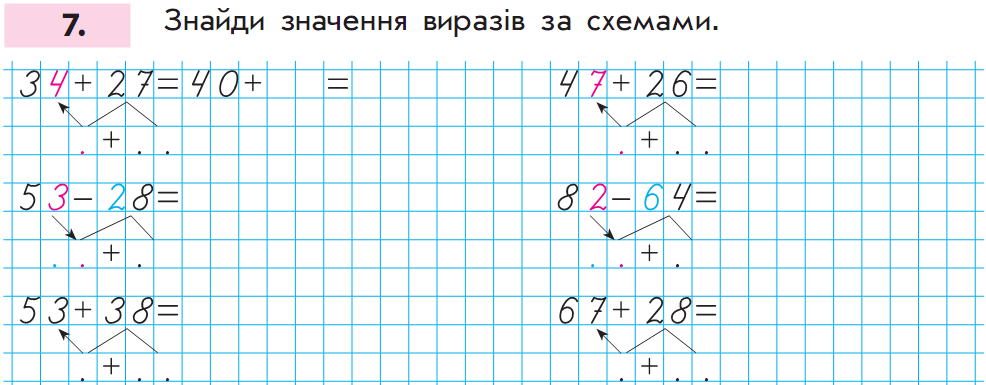 7. Знайди значення виразів за схемами.
34 + 27 = 40 + =
47 + 26 =
+ . . .
+ . . .
53 - 28 =
82 - 64 =
. . + .
. . + .
53 + 38 =
67 + 28 =
. + . .
. + . .